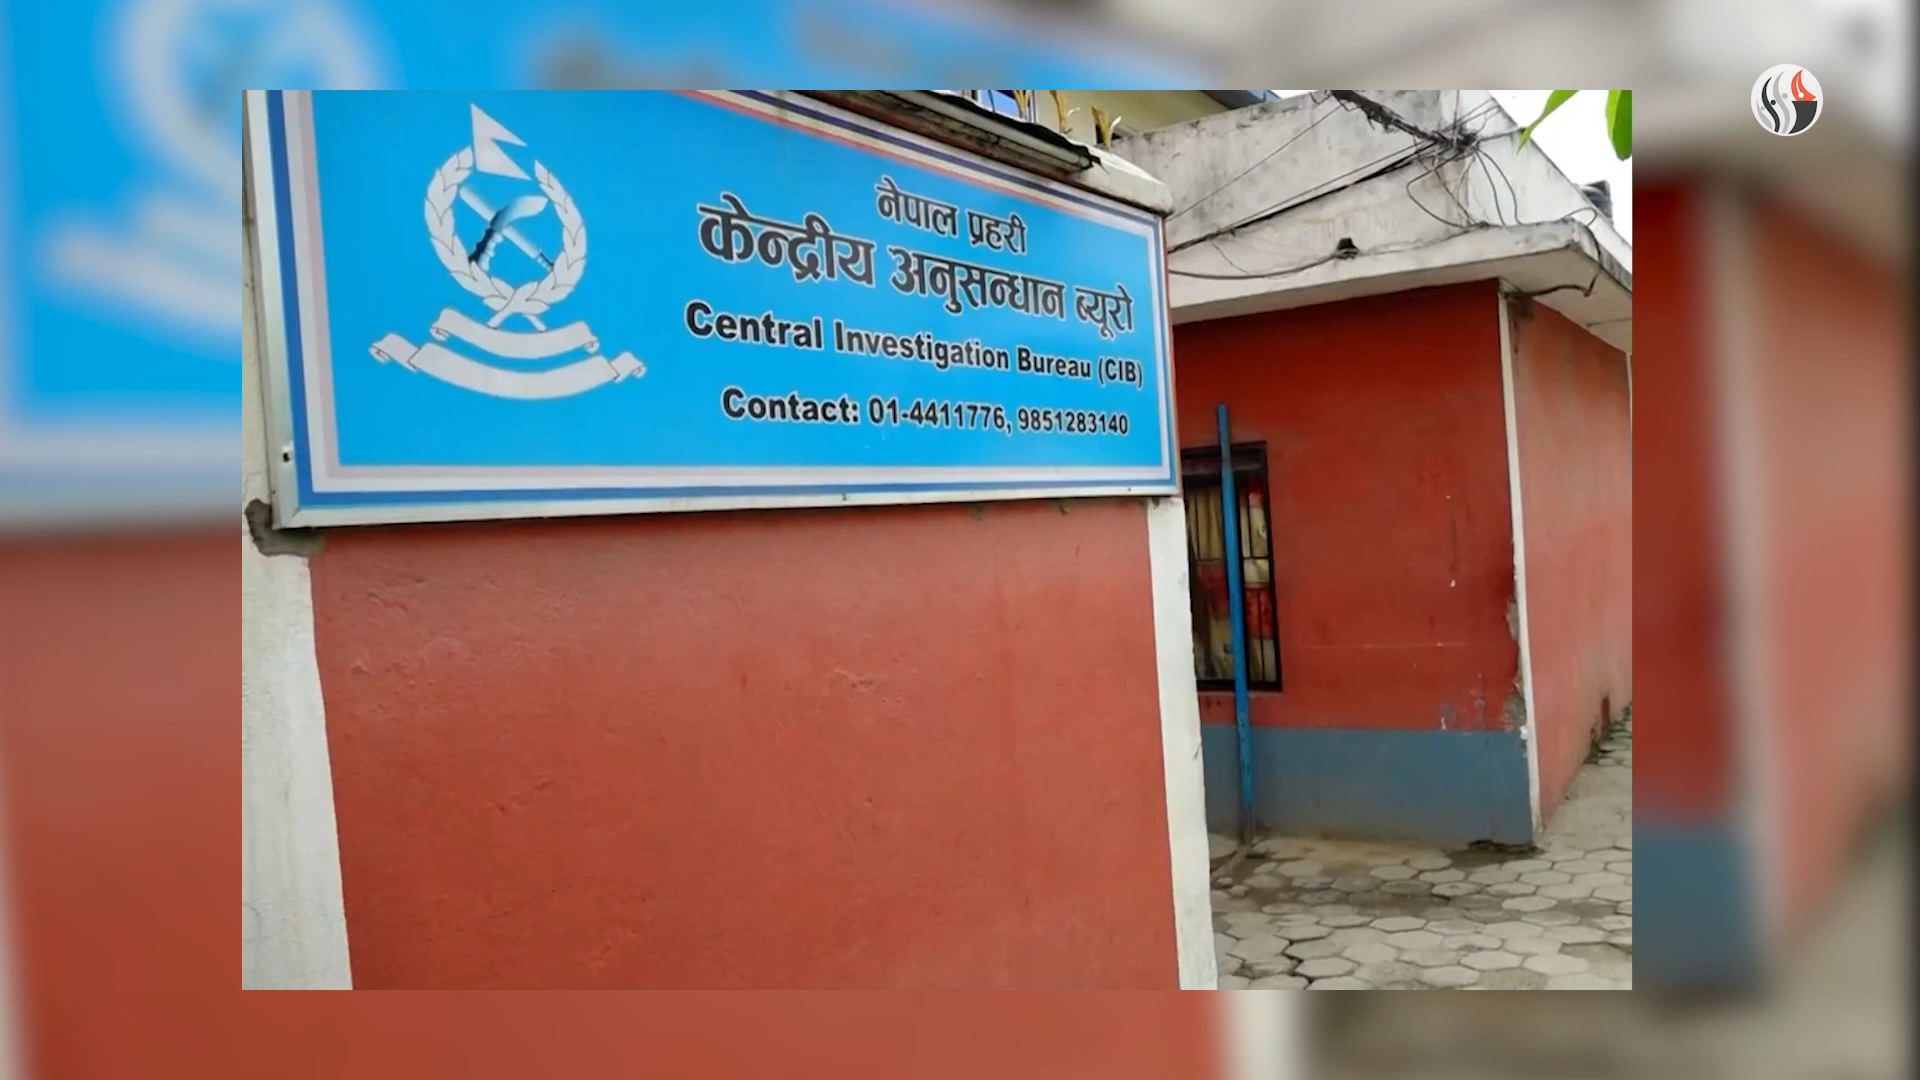 नेपाल प्रहरी
केन्द्रीय अनुसन्धान ब्यूरो
Central Investigation Bureau (CIB)
Contact: 01-4411776, 9851283140